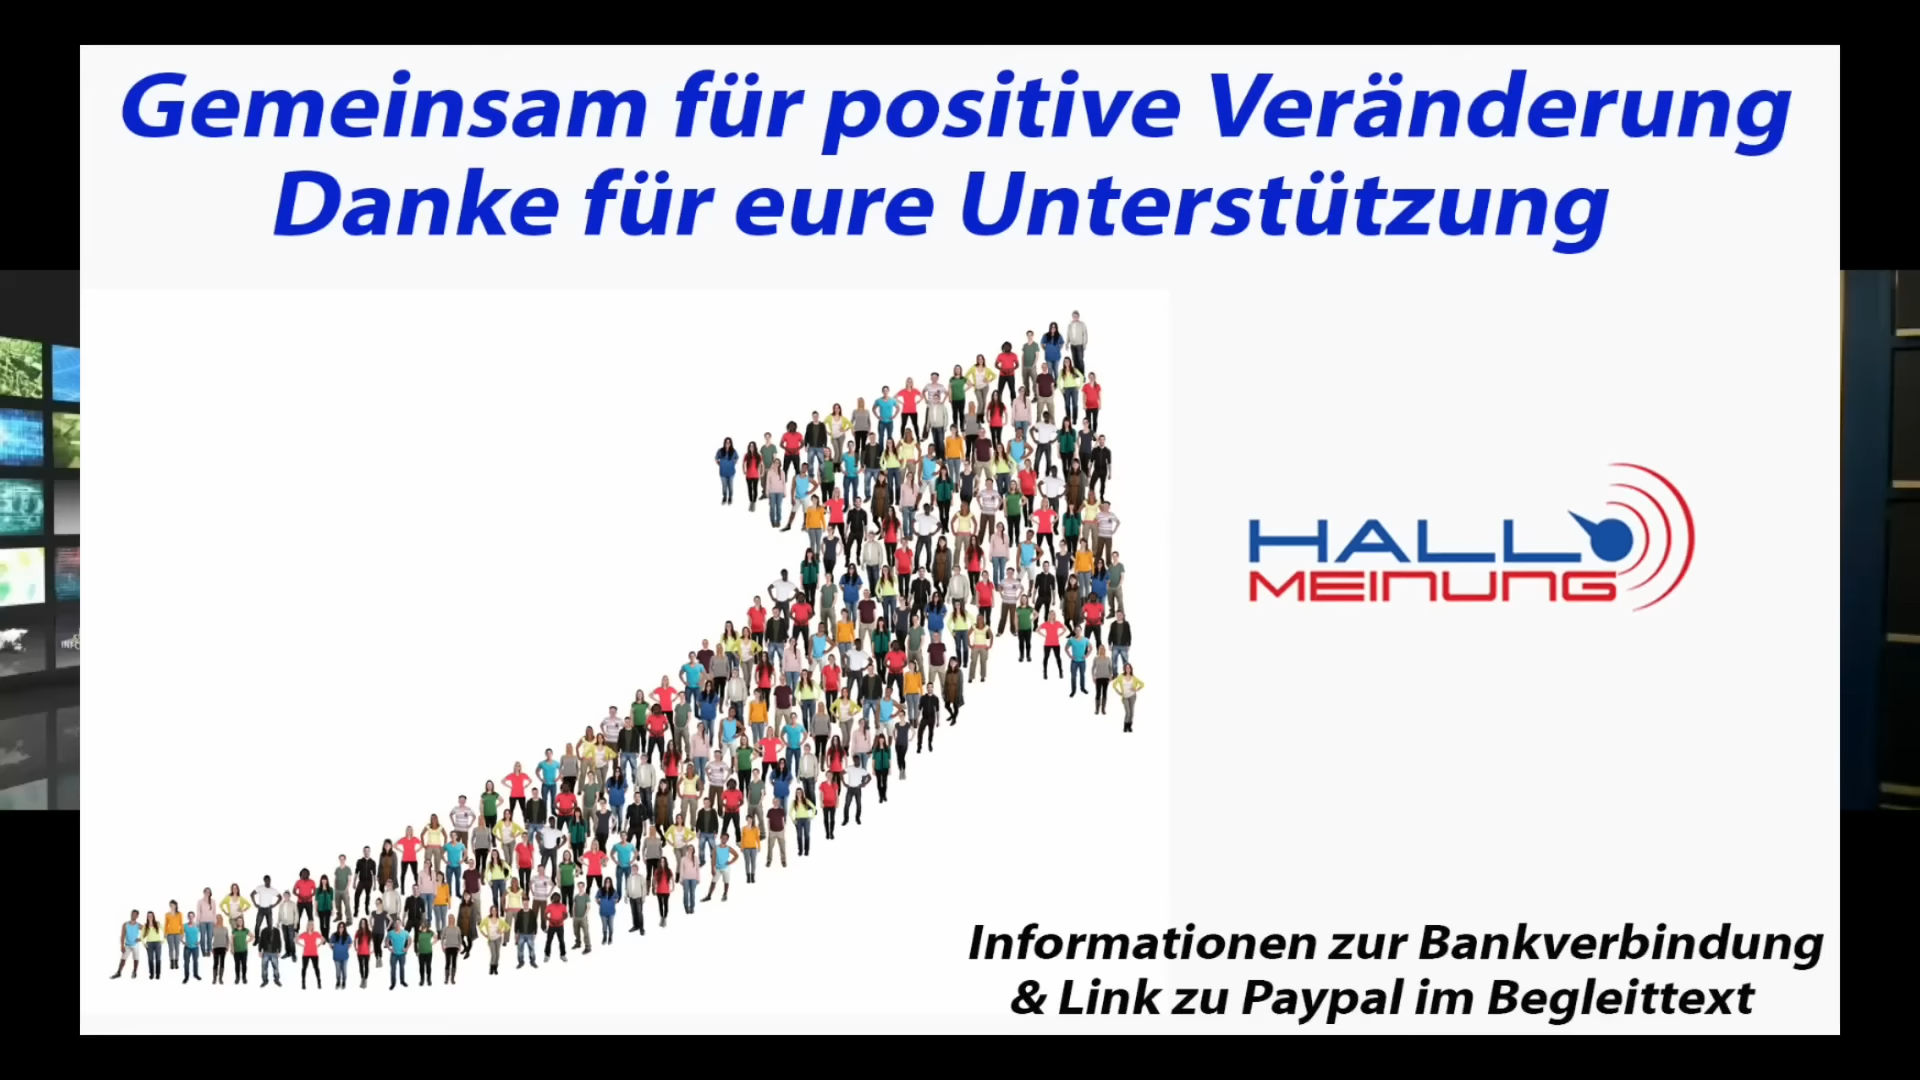 Gemeinsam für positive Veränderung
Danke für eure Unterstützung
HALLO
MEINUNG
Informationen zur Bankverbindung
& Link zu Paypal im Begleittext